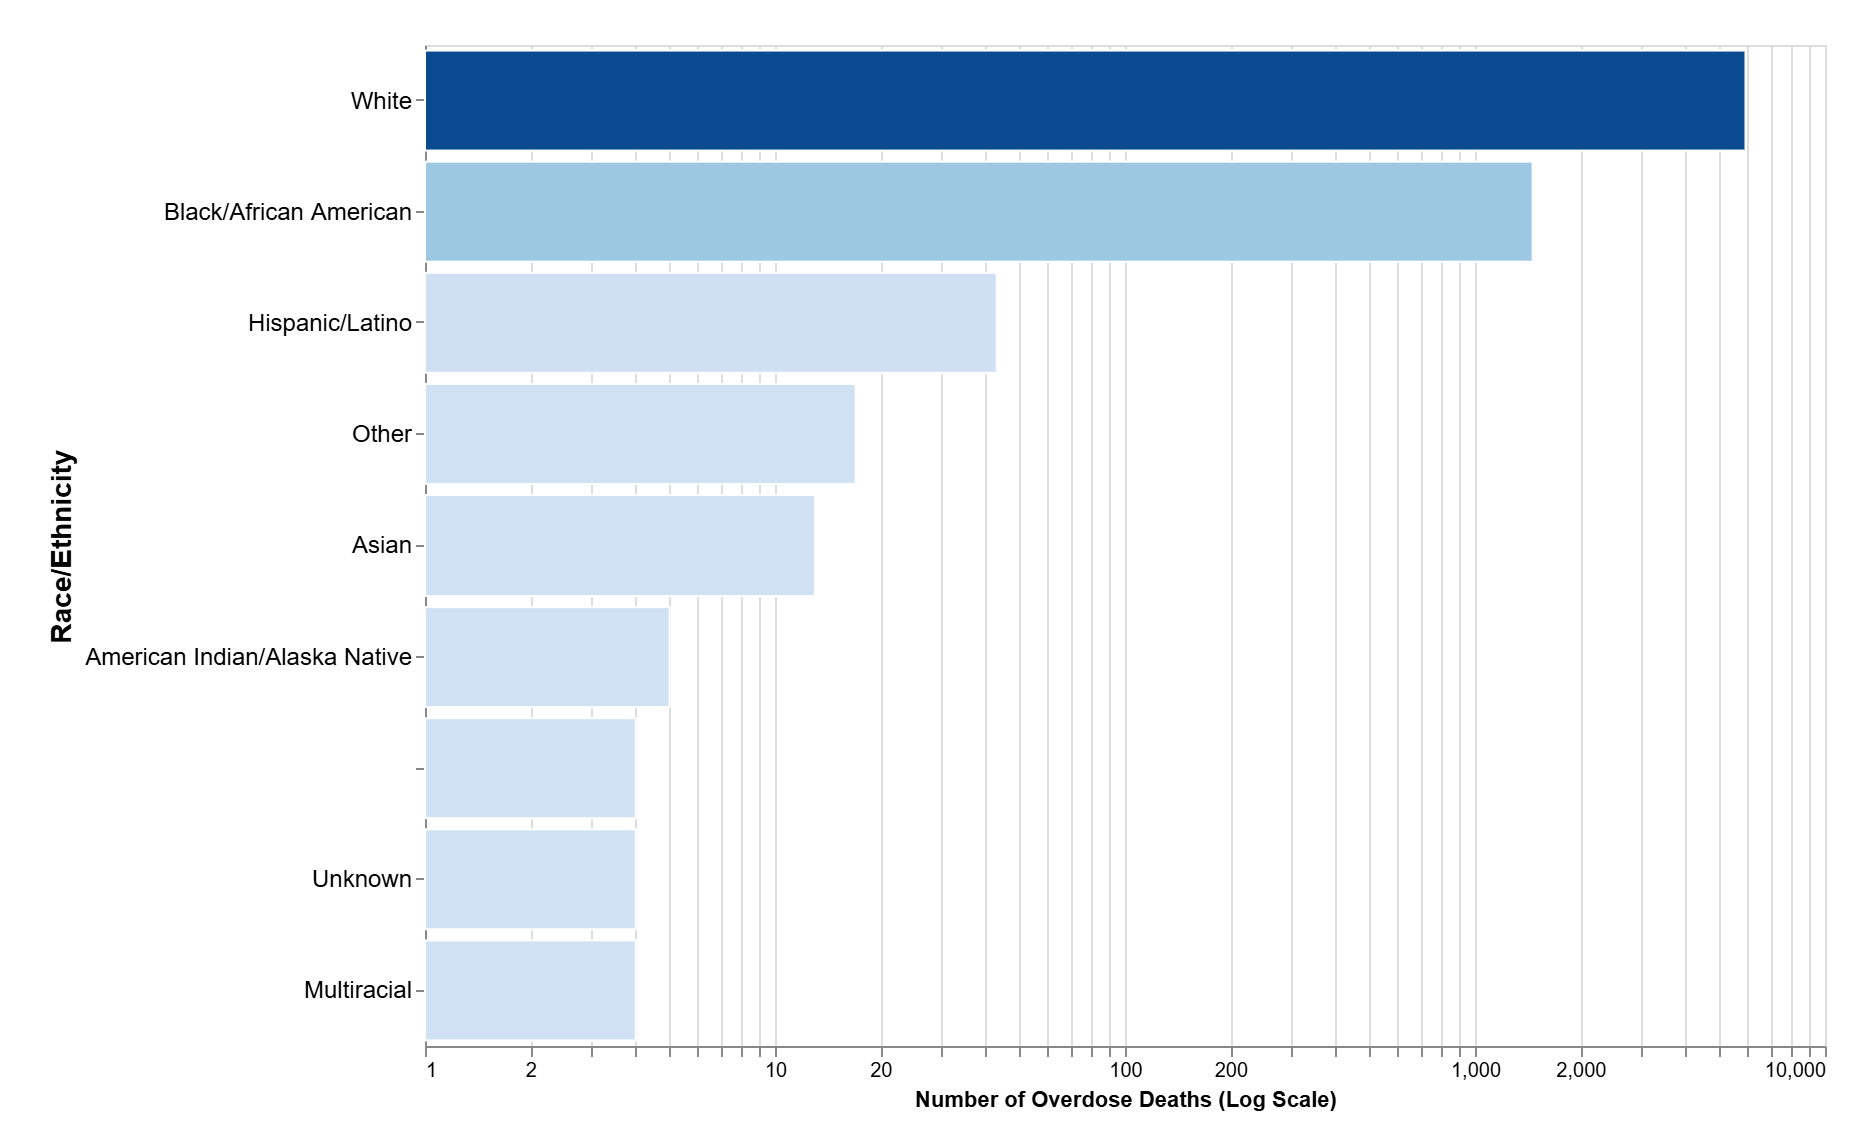 White
Black/African American
Hispanic/Latino
Other
Asian
American Indian/Alaska Native
Unknown
Multiracial
Race/Ethnicity
1 2 10 20 100 200 1,000 2,000 10,000
Number of Overdose Deaths (Log Scale)